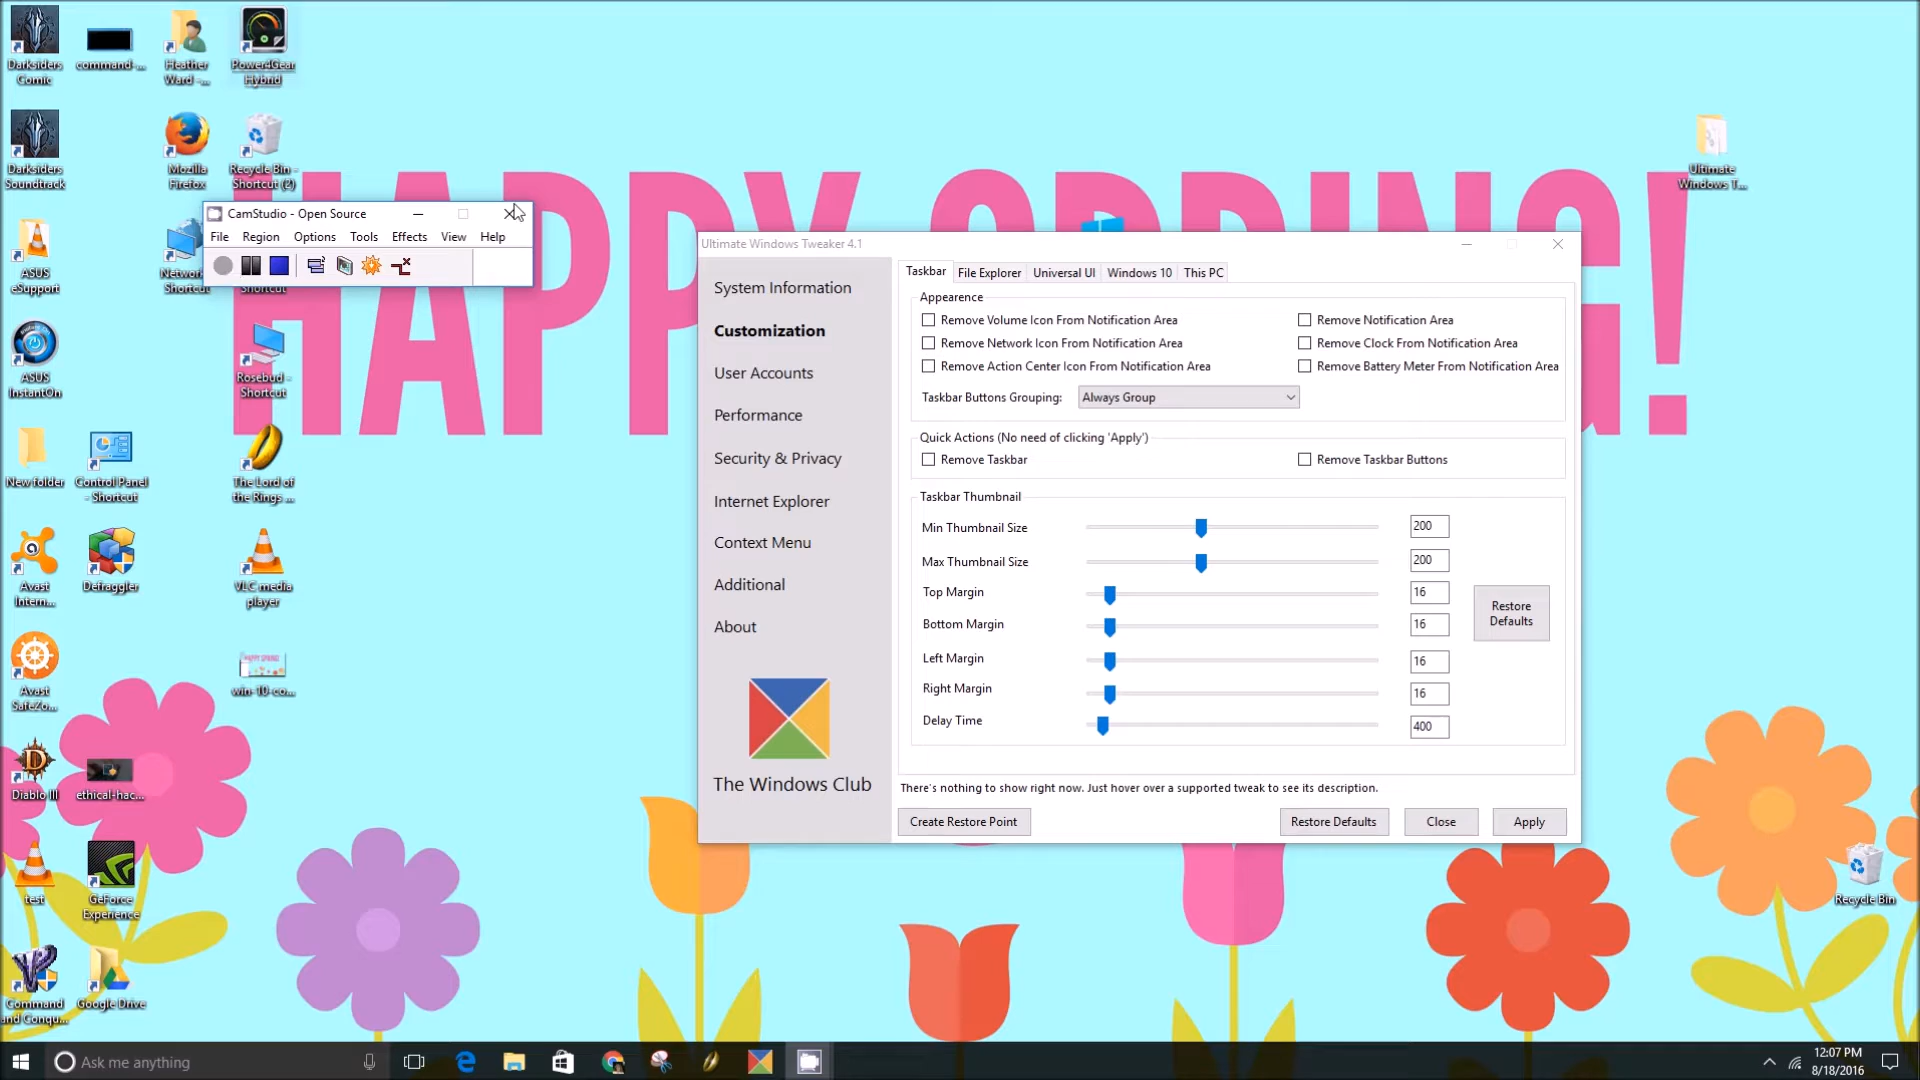 Darksiders
Comic
command-...
Heather
Ward -...
Power4Gear
Hybrid
Darksiders
Soundtrack
Mozilla
Firefox
Recycle Bin -
Shortcut (2)
Ultimate
Windows T...
HAPPY SPRING!
CamStudio - Open Source
File
Region
Options
Tools
Effects
View
Help
ASUS
eSupport
Network
Shortcut
Shortcut
ASUS
InstantOn
Rosebud -
Shortcut
New folder
Control Panel
- Shortcut
The Lord of
the Rings ...
Avast
Intern...
Defraggler
VLC media
player
Avast
SafeZo...
win-10-co...
Diablo III
ethical-hac...
test
GeForce
Experience
Command
and Conqu...
Google Drive
Recycle Bin
Ultimate Windows Tweaker 4.1
System Information
Customization
User Accounts
Performance
Security & Privacy
Internet Explorer
Context Menu
Additional
About
The Windows Club
Taskbar
File Explorer
Universal UI
Windows 10
This PC
Appearence
Remove Volume Icon From Notification Area
Remove Notification Area
Remove Network Icon From Notification Area
Remove Clock From Notification Area
Remove Action Center Icon From Notification Area
Remove Battery Meter From Notification Area
Taskbar Buttons Grouping:
Always Group
Quick Actions (No need of clicking 'Apply')
Remove Taskbar
Remove Taskbar Buttons
Taskbar Thumbnail
Min Thumbnail Size
200
Max Thumbnail Size
200
Top Margin
16
Bottom Margin
16
Left Margin
16
Right Margin
16
Delay Time
400
Restore
Defaults
There's nothing to show right now. Just hover over a supported tweak to see its description.
Create Restore Point
Restore Defaults
Close
Apply
Ask me anything
12:07 PM
8/18/2016